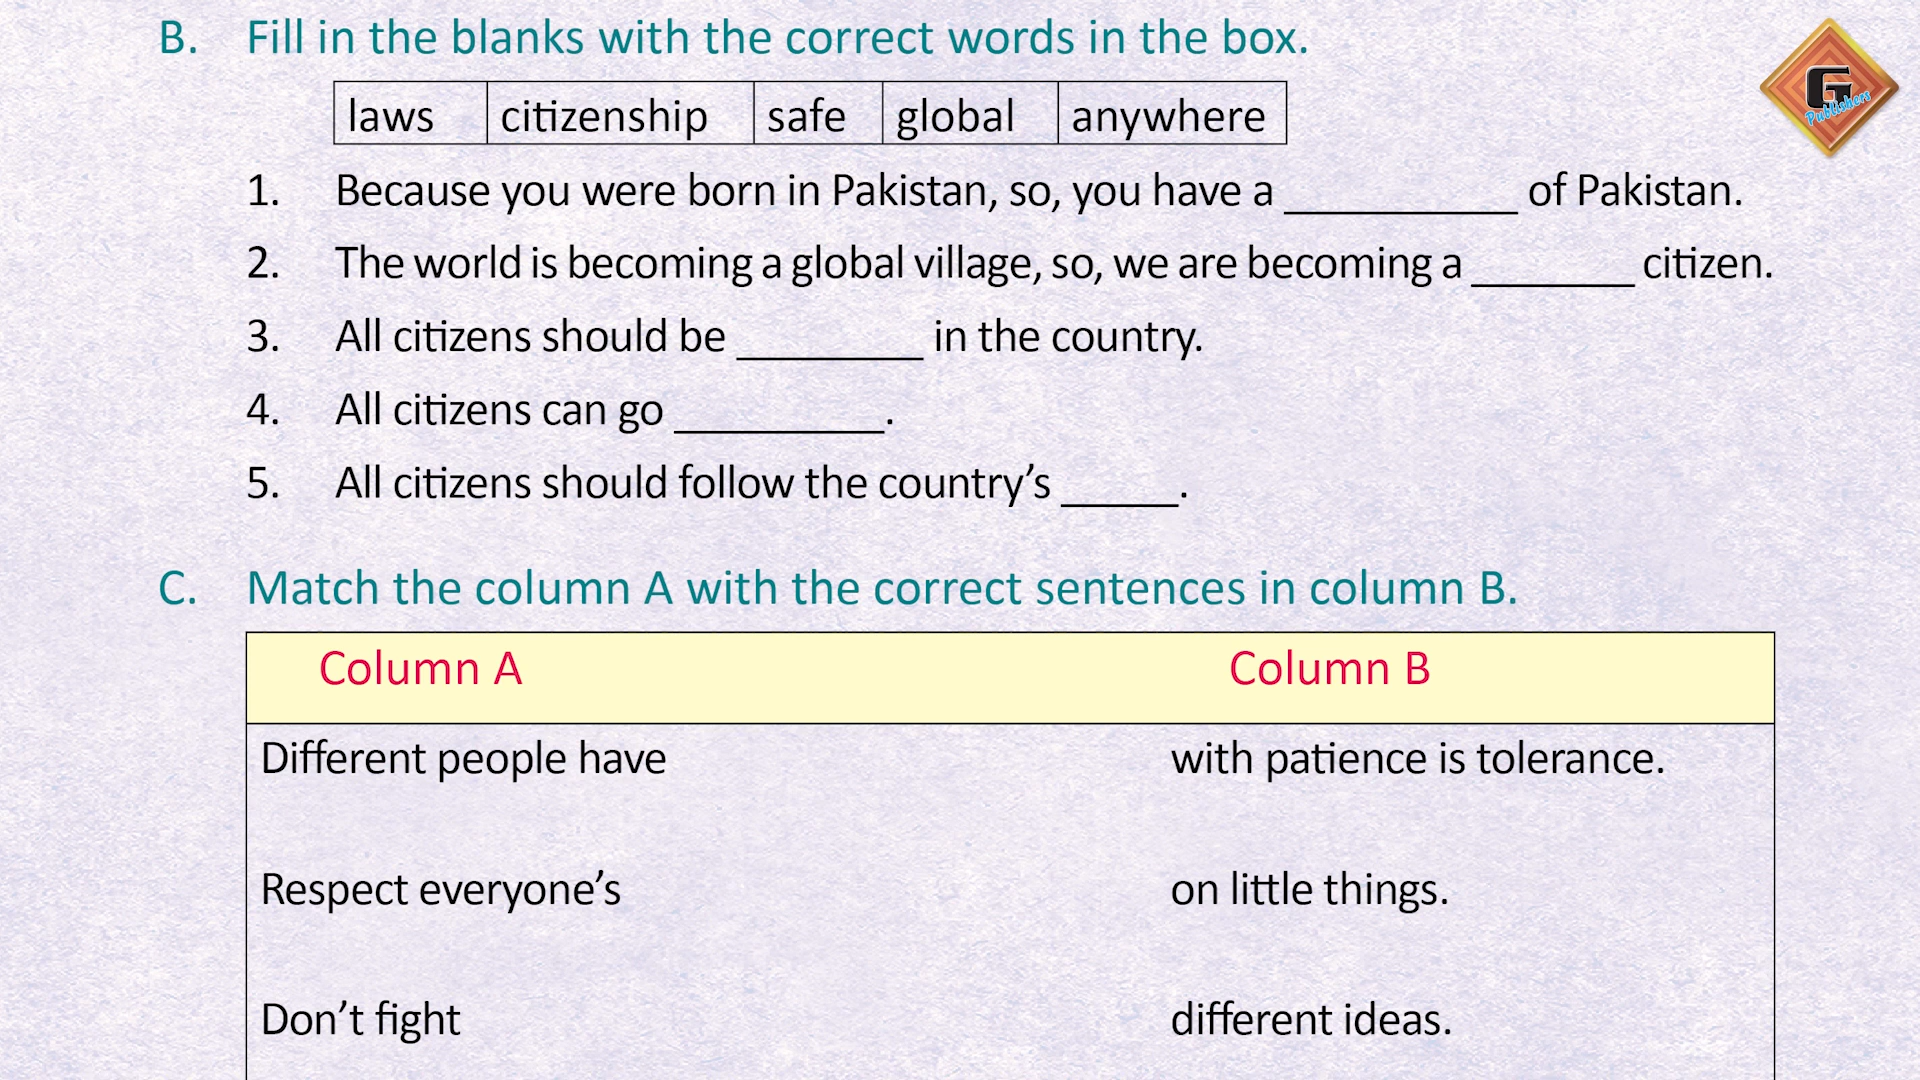 B. Fill in the blanks with the correct words in the box.
laws citizenship safe global anywhere
G
Publishers
1. Because you were born in Pakistan, so, you have a __________ of Pakistan.
2. The world is becoming a global village, so, we are becoming a _______ citizen.
3. All citizens should be ________ in the country.
4. All citizens can go _________.
5. All citizens should follow the country’s _____.
C. Match the column A with the correct sentences in column B.
Column A Column B
Different people have with patience is tolerance.
Respect everyone’s on little things.
Don’t fight different ideas.